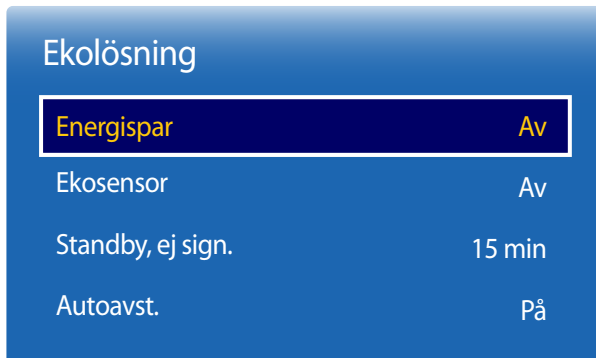 Ekolösning
Energispar Av
Ekosensor Av
Standby, ej sign. 15 min
Autoavst. På